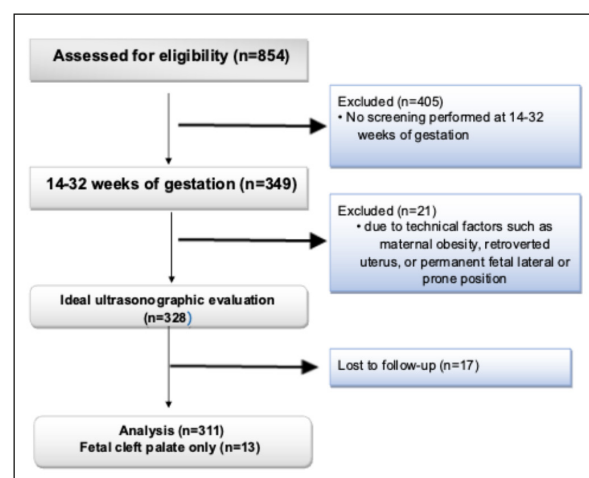 Assessed for eligibility (n=854)
Excluded (n=405)
• No screening performed at 14-32
weeks of gestation
14-32 weeks of gestation (n=349)
Excluded (n=21)
• due to technical factors such as
maternal obesity, retroverted
uterus, or permanent fetal lateral or
prone position
Ideal ultrasonographic evaluation
(n=328)
Lost to follow-up (n=17)
Analysis (n=311)
Fetal cleft palate only (n=13)